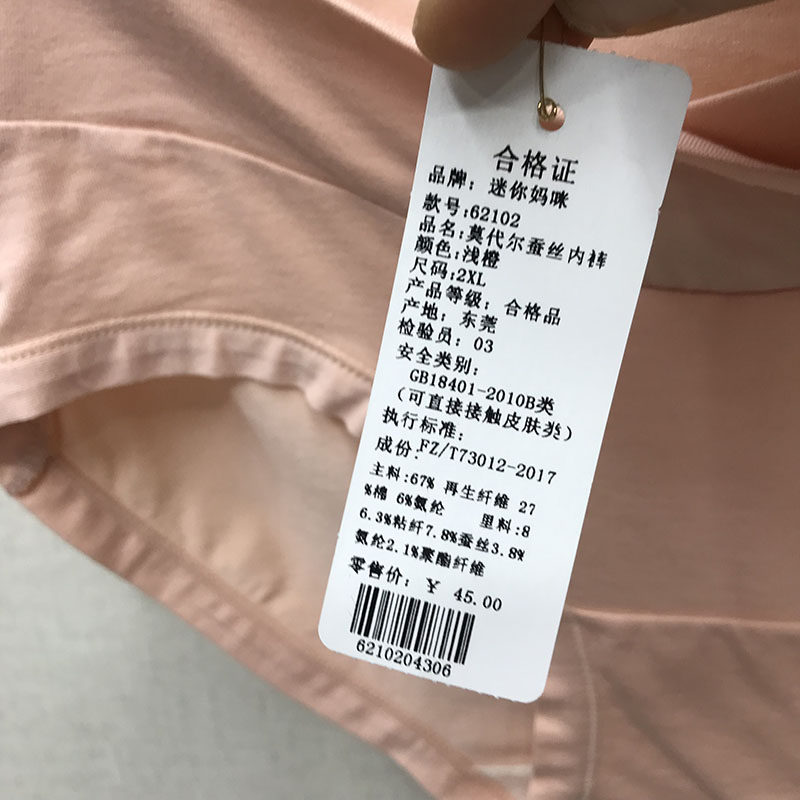 合格证
品牌：迷你妈咪
款号:62102
品名:莫代尔蚕丝内裤
颜色:浅橙
尺码:2XL
产品等级：合格品
产地：东莞
检验员：03
安全类别：
GB18401-2010B类
（可直接接触皮肤类）
执行标准：
成份：FZ/T73012-2017
主料:67% 再生纤维 27
%棉 6%氨纶 里料:8
6.3%粘纤7.8%蚕丝3.8%
氨纶2.1%聚酯纤维
零售价：¥ 45.00
6210204306